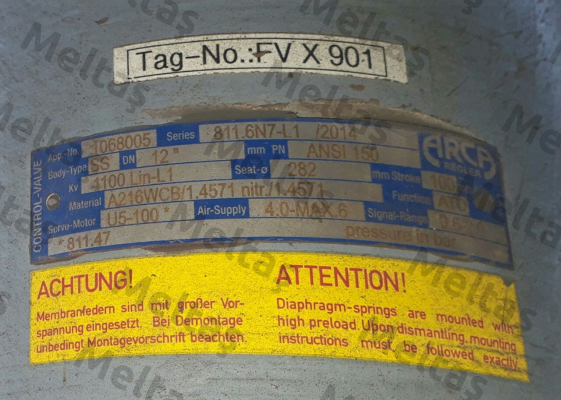 Tag-No.:FV X 901
App.-No. 1068005 Series 811.6N7-L1 /2014
Body-Type SS DN 12" mm PN ANSI 150
Kv 4100 Lin-L1 Seat-ø 282 mm Stroke 100
Material A216WCB/1.4571 nitr./1.4571 Function
Servo-Motor U5-100 * Air-Supply 4.0-MAX.6 Signal-Range
*811.47 pressure in bar
CONTROL-VALVE
ARCA
REGLER
ACHTUNG!
Membranfedern sind mit großer Vor-
spannung eingesetzt. Bei Demontage
unbedingt Montagevorschrift beachten.
ATTENTION!
Diaphragm-springs are mounted with
high preload. Upon dismantling, mounting
instructions must be followed exactly.
Meltaş